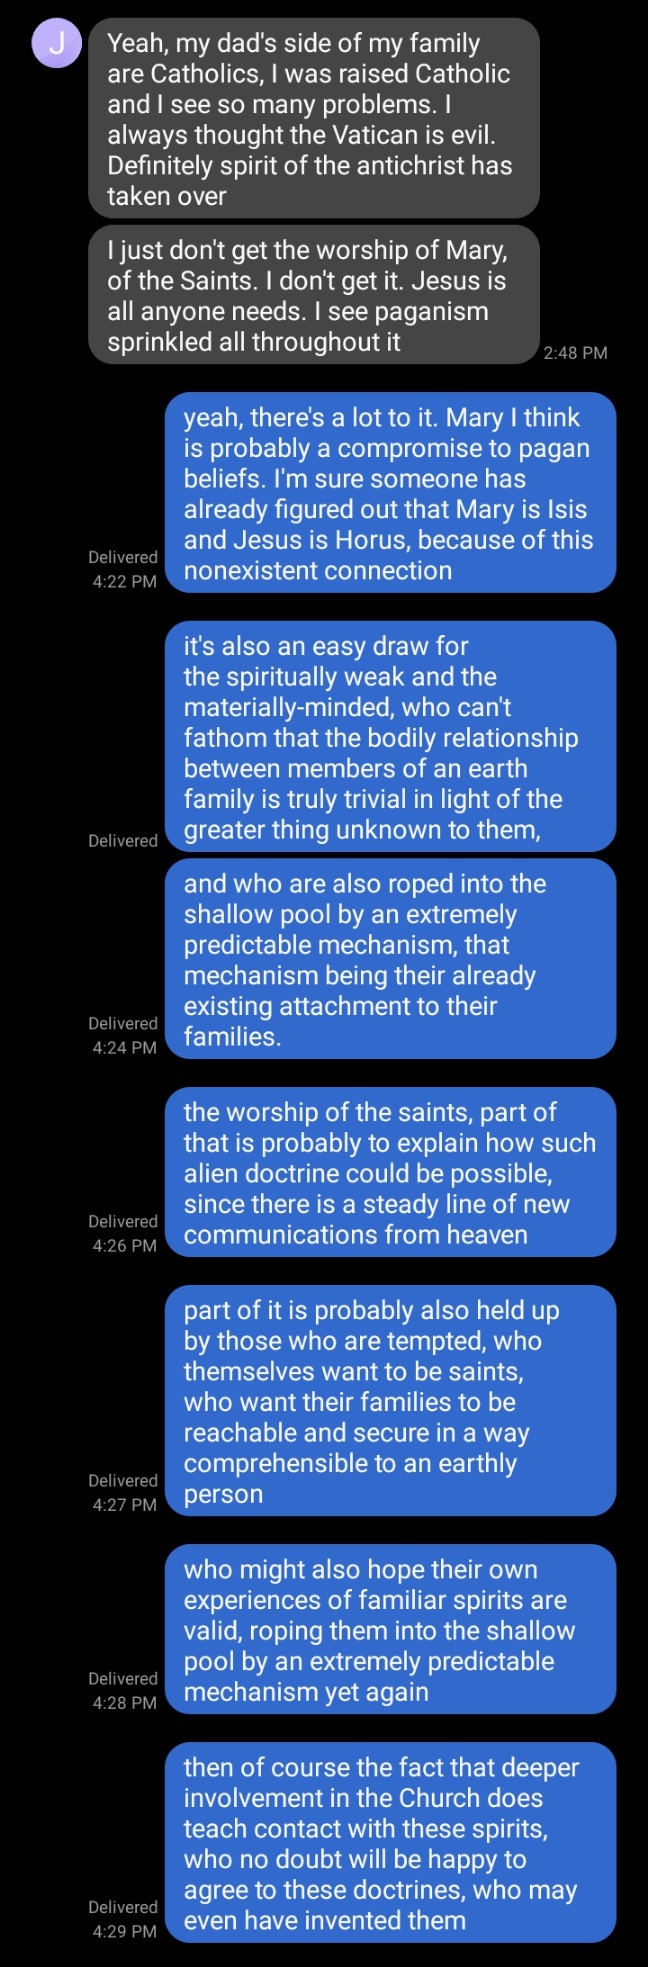 J
Yeah, my dad's side of my family
are Catholics, I was raised Catholic
and I see so many problems. I
always thought the Vatican is evil.
Definitely spirit of the antichrist has
taken over
I just don't get the worship of Mary,
of the Saints. I don't get it. Jesus is
all anyone needs. I see paganism
sprinkled all throughout it
2:48 PM
yeah, there's a lot to it. Mary I think
is probably a compromise to pagan
beliefs. I'm sure someone has
already figured out that Mary is Isis
and Jesus is Horus, because of this
nonexistent connection
Delivered
4:22 PM
it's also an easy draw for
the spiritually weak and the
materially-minded, who can't
fathom that the bodily relationship
between members of an earth
family is truly trivial in light of the
greater thing unknown to them,
Delivered
and who are also roped into the
shallow pool by an extremely
predictable mechanism, that
mechanism being their already
existing attachment to their
families.
Delivered
4:24 PM
the worship of the saints, part of
that is probably to explain how such
alien doctrine could be possible,
since there is a steady line of new
communications from heaven
Delivered
4:26 PM
part of it is probably also held up
by those who are tempted, who
themselves want to be saints,
who want their families to be
reachable and secure in a way
comprehensible to an earthly
person
Delivered
4:27 PM
who might also hope their own
experiences of familiar spirits are
valid, roping them into the shallow
pool by an extremely predictable
mechanism yet again
Delivered
4:28 PM
then of course the fact that deeper
involvement in the Church does
teach contact with these spirits,
who no doubt will be happy to
agree to these doctrines, who may
even have invented them
Delivered
4:29 PM